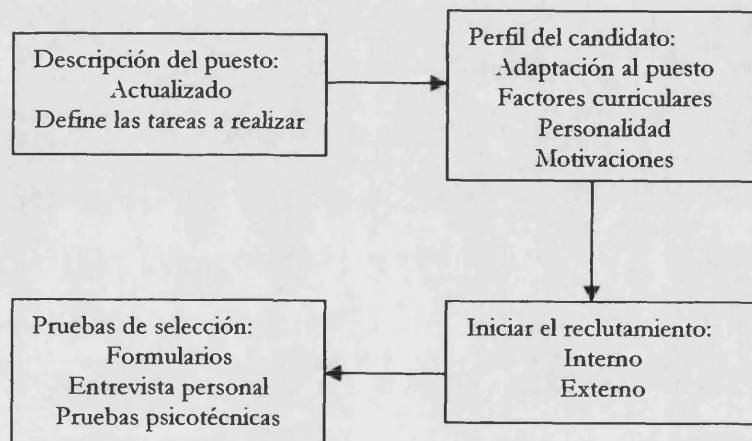 Descripción del puesto:
Actualizado
Define las tareas a realizar
Perfil del candidato:
Adaptación al puesto
Factores curriculares
Personalidad
Motivaciones
Iniciar el reclutamiento:
Interno
Externo
Pruebas de selección:
Formularios
Entrevista personal
Pruebas psicotécnicas